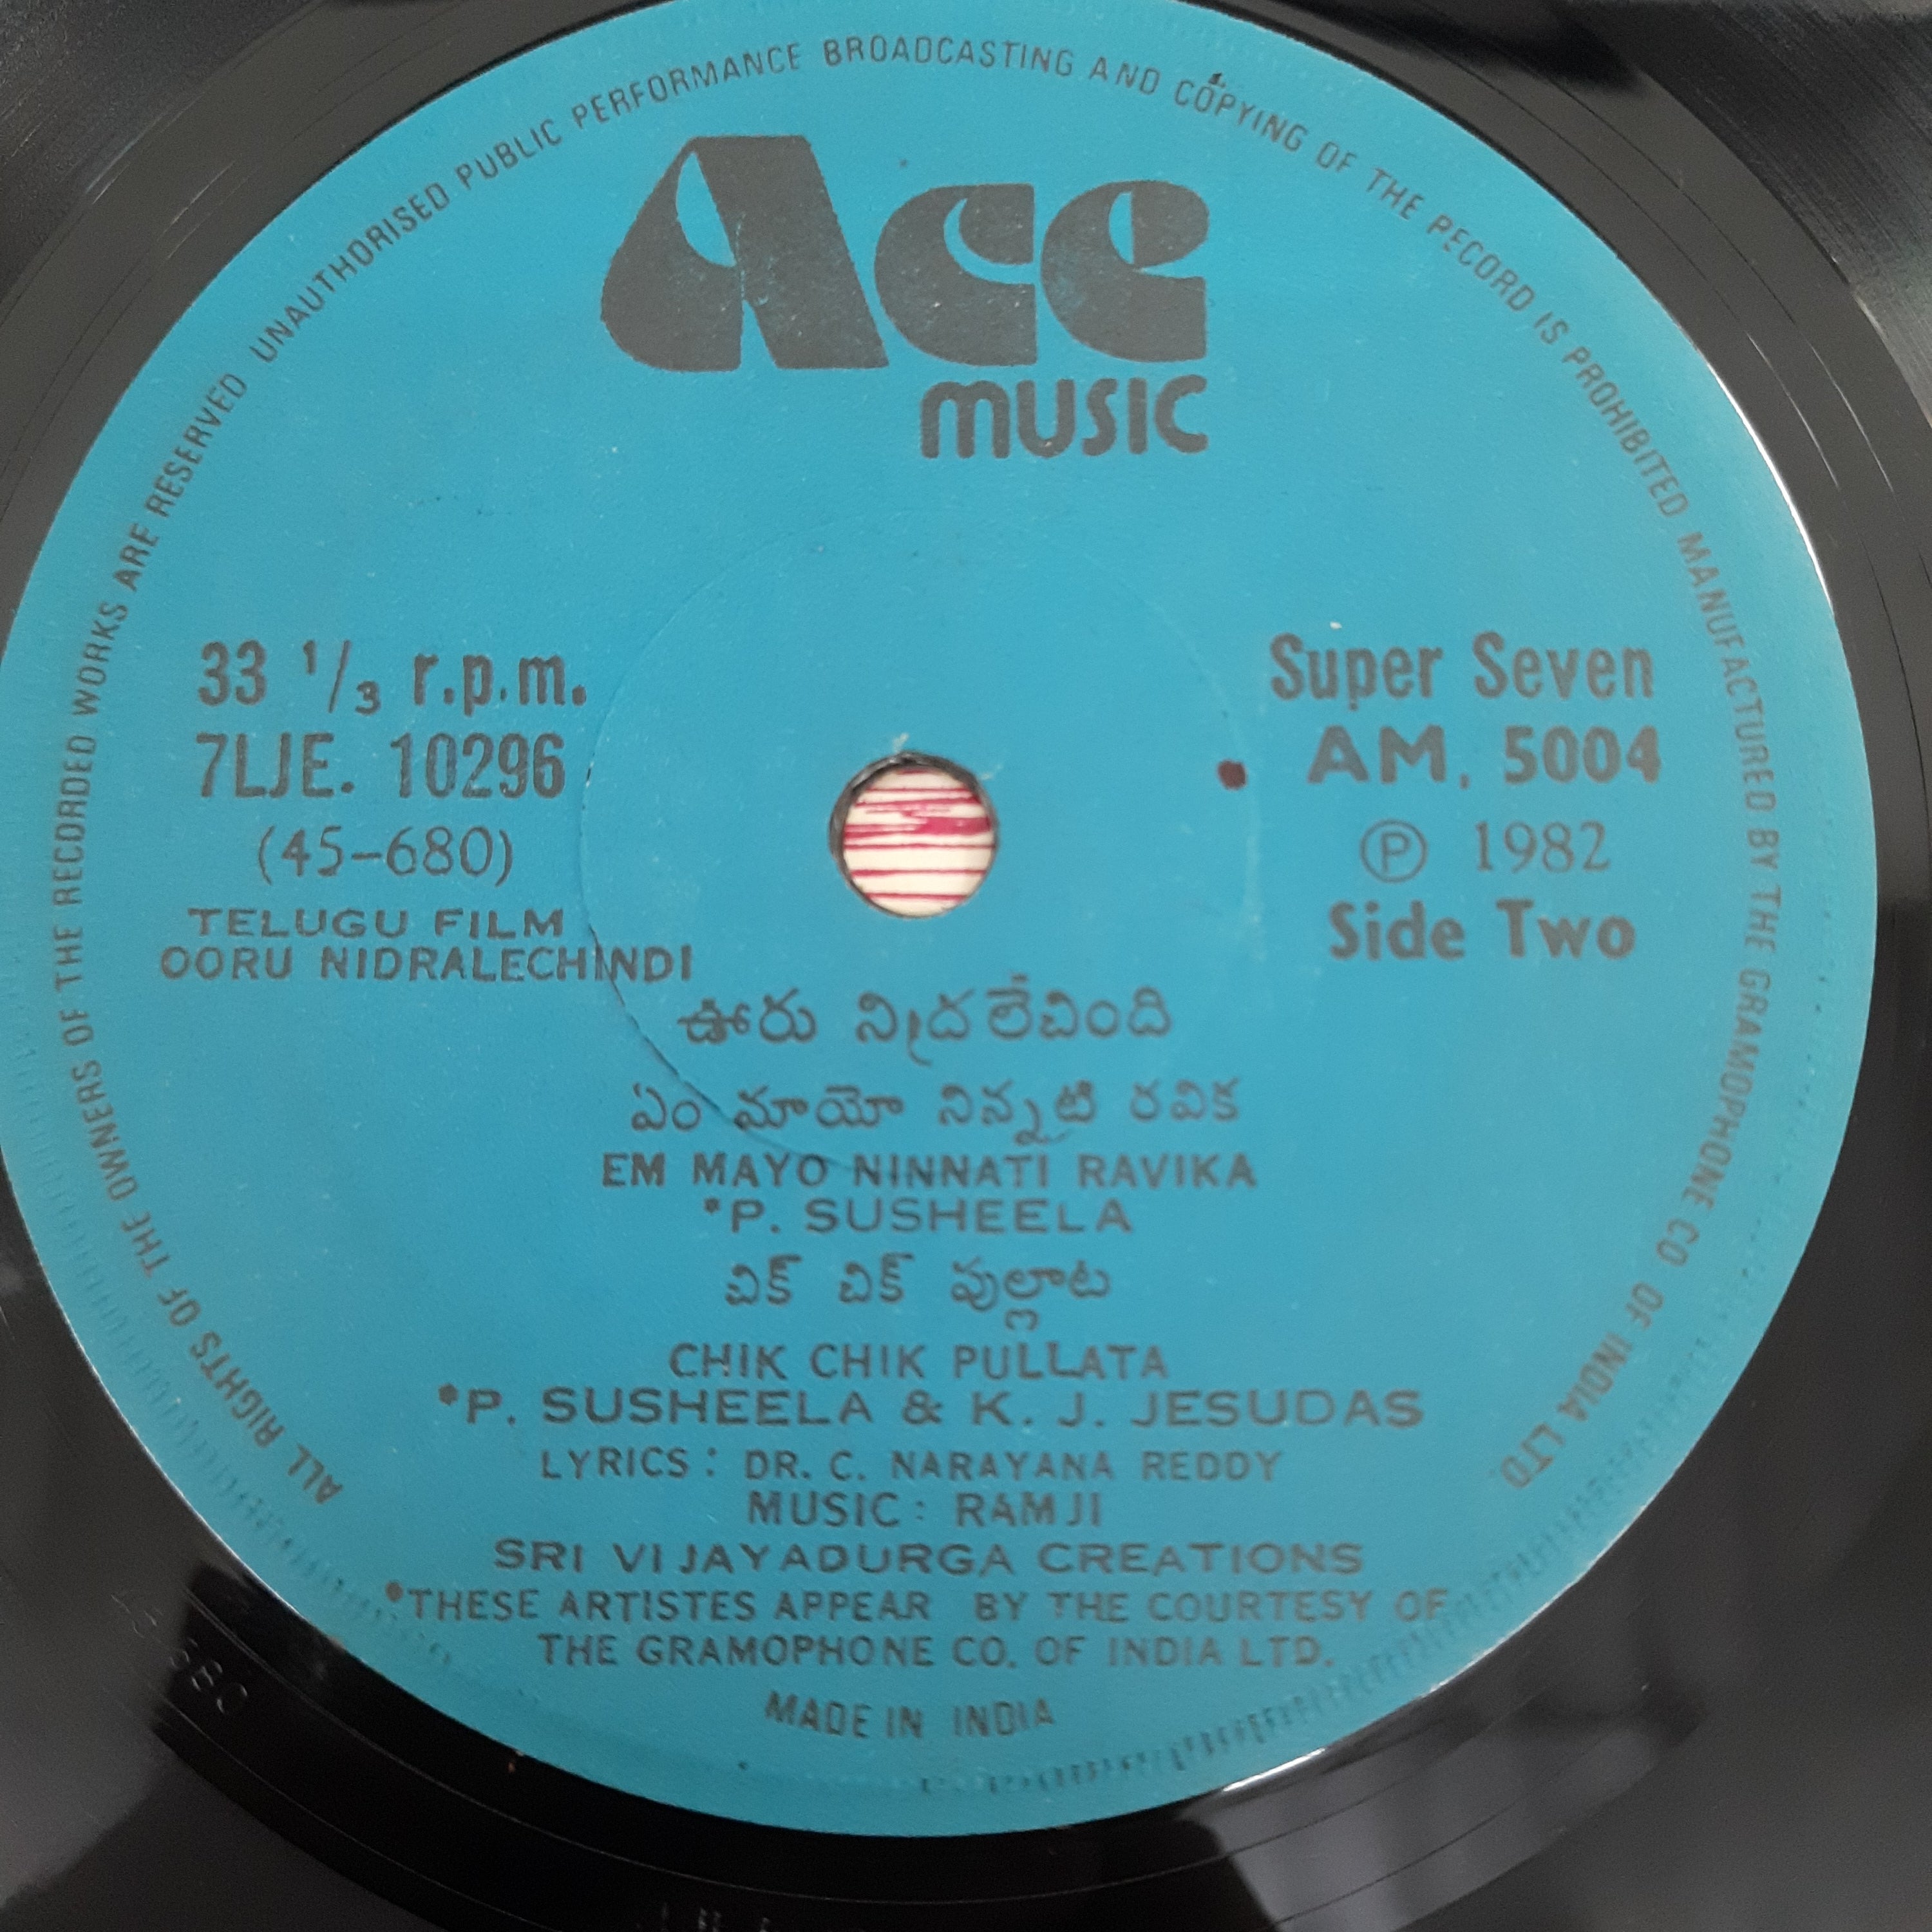 ALL RIGHTS OF THE OWNERS OF THE RECORDED WORKS ARE RESERVED UNAUTHORISED PUBLIC PERFORMANCE BROADCASTING AND COPYING OF THE RECORD IS PROHIBITED MANUFACTURED BY THE GRAMOPHONE CO OF INDIA LTD
Ace
MUSIC
33 1/3 r.p.m.
7LJE. 10296
(45-680)
TELUGU FILM
OORU NIDRALECHINDI
Super Seven
AM. 5004
Ⓟ 1982
Side Two
ఊరు నిద్రలేచింది
ఏం మాయో నిన్నటి రవిక
EM MAYO NINNATI RAVIKA
*P. SUSHEELA
చిక్ చిక్ పుల్లాట
CHIK CHIK PULLATA
*P. SUSHEELA & K. J. JESUDAS
LYRICS : DR. C. NARAYANA REDDY
MUSIC : RAMJI
SRI VIJAYADURGA CREATIONS
*THESE ARTISTES APPEAR BY THE COURTESY OF
THE GRAMOPHONE CO. OF INDIA LTD.
MADE IN INDIA